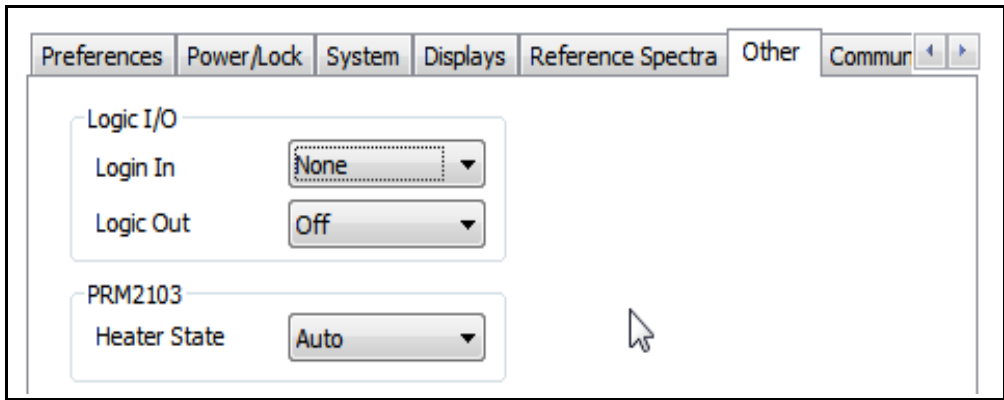 Preferences Power/Lock System Displays Reference Spectra Other Commun
Logic I/O
Login In None
Logic Out Off
PRM2103
Heater State Auto